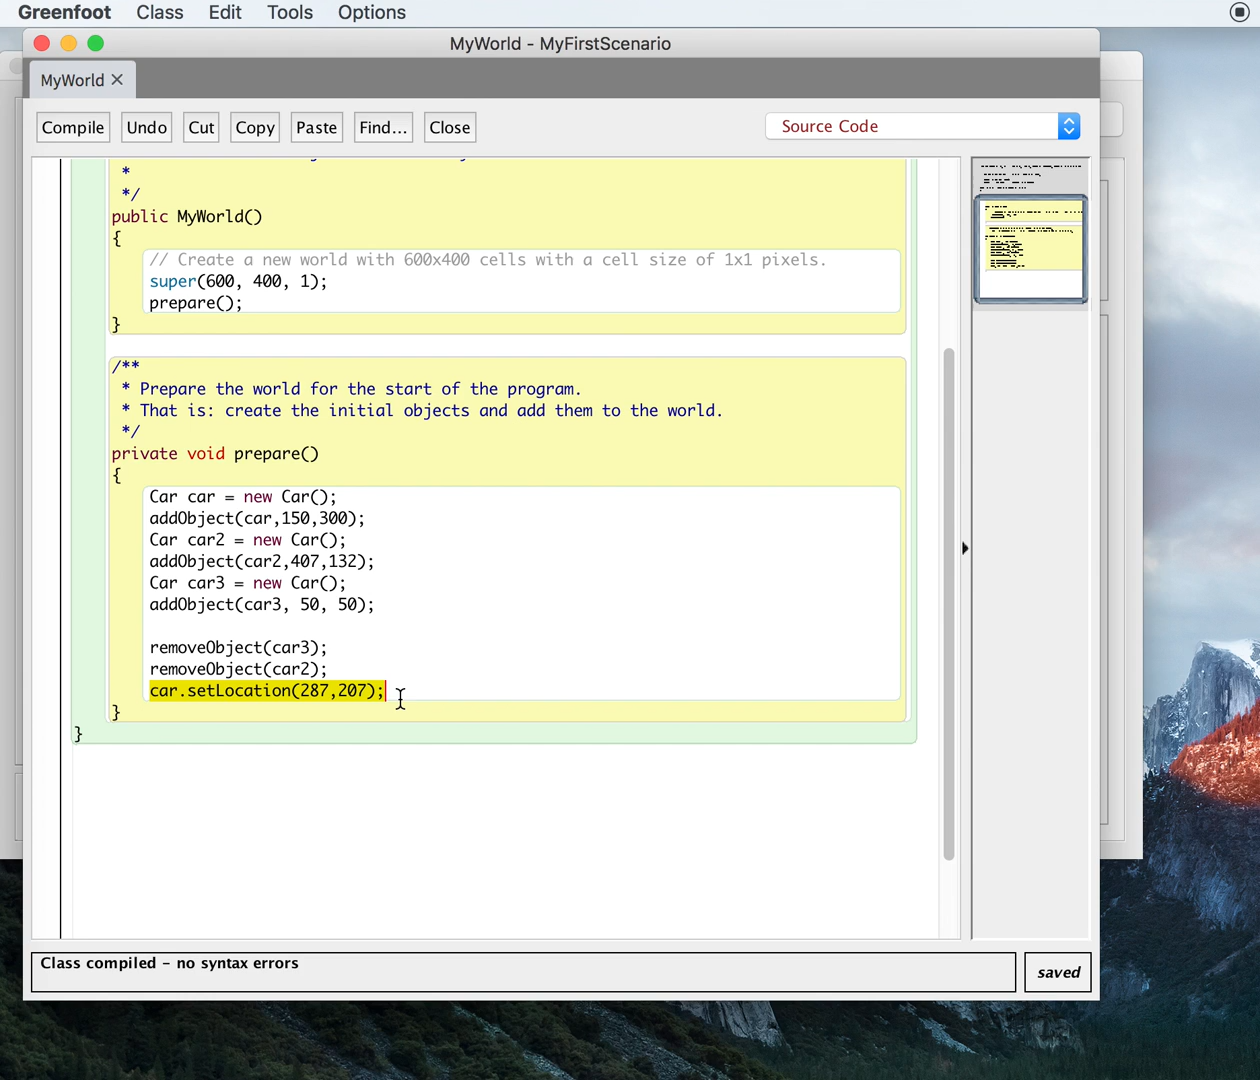 Greenfoot Class Edit Tools Options
MyWorld - MyFirstScenario
MyWorld ✕
Compile Undo Cut Copy Paste Find... Close Source Code
*
*/
public MyWorld()
{
// Create a new world with 600x400 cells with a cell size of 1x1 pixels.
super(600, 400, 1);
prepare();
}
/**
* Prepare the world for the start of the program.
* That is: create the initial objects and add them to the world.
*/
private void prepare()
{
Car car = new Car();
addObject(car,150,300);
Car car2 = new Car();
addObject(car2,407,132);
Car car3 = new Car();
addObject(car3, 50, 50);
removeObject(car3);
removeObject(car2);
car.setLocation(287,207);
}
}
Class compiled – no syntax errors
saved